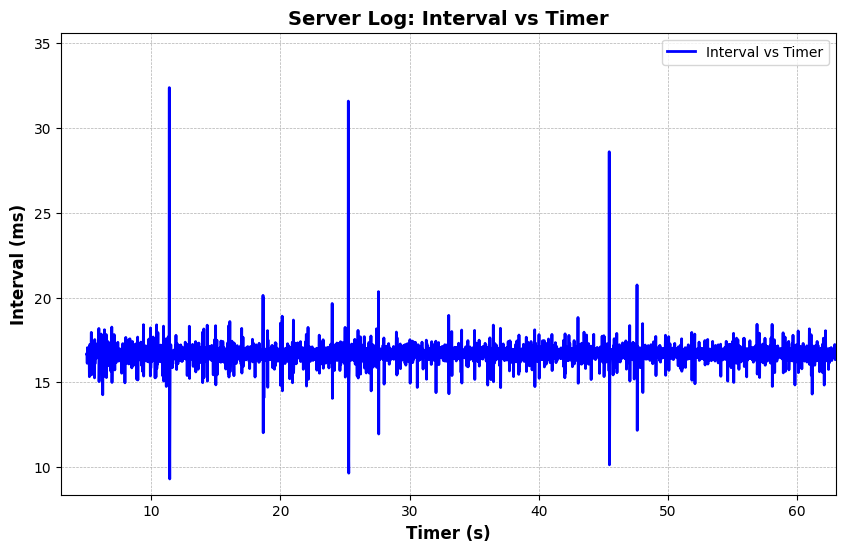 Server Log: Interval vs Timer
Interval vs Timer
35
30
25
20
15
10
Interval (ms)
10 20 30 40 50 60
Timer (s)